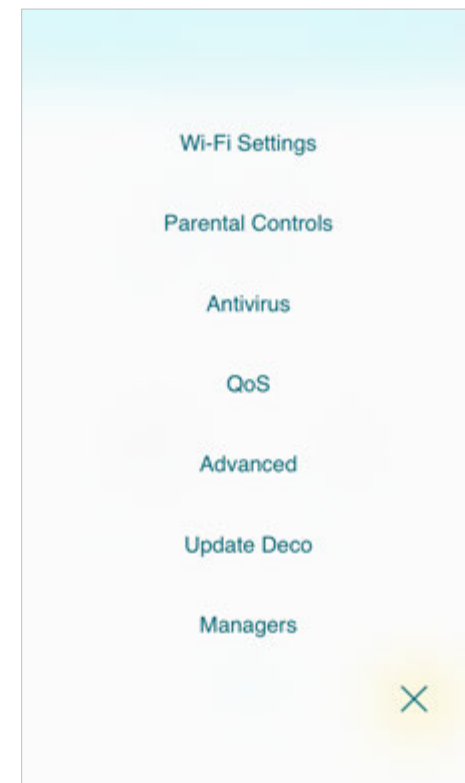 Wi-Fi Settings
Parental Controls
Antivirus
QoS
Advanced
Update Deco
Managers